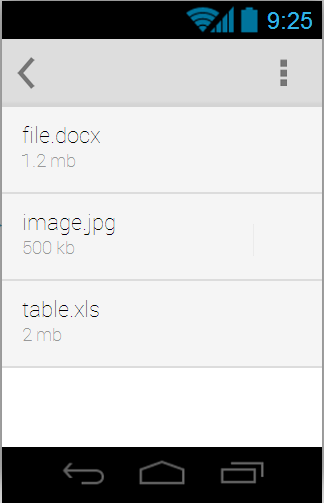 9:25
file.docx
1.2 mb
image.jpg
500 kb
table.xls
2 mb